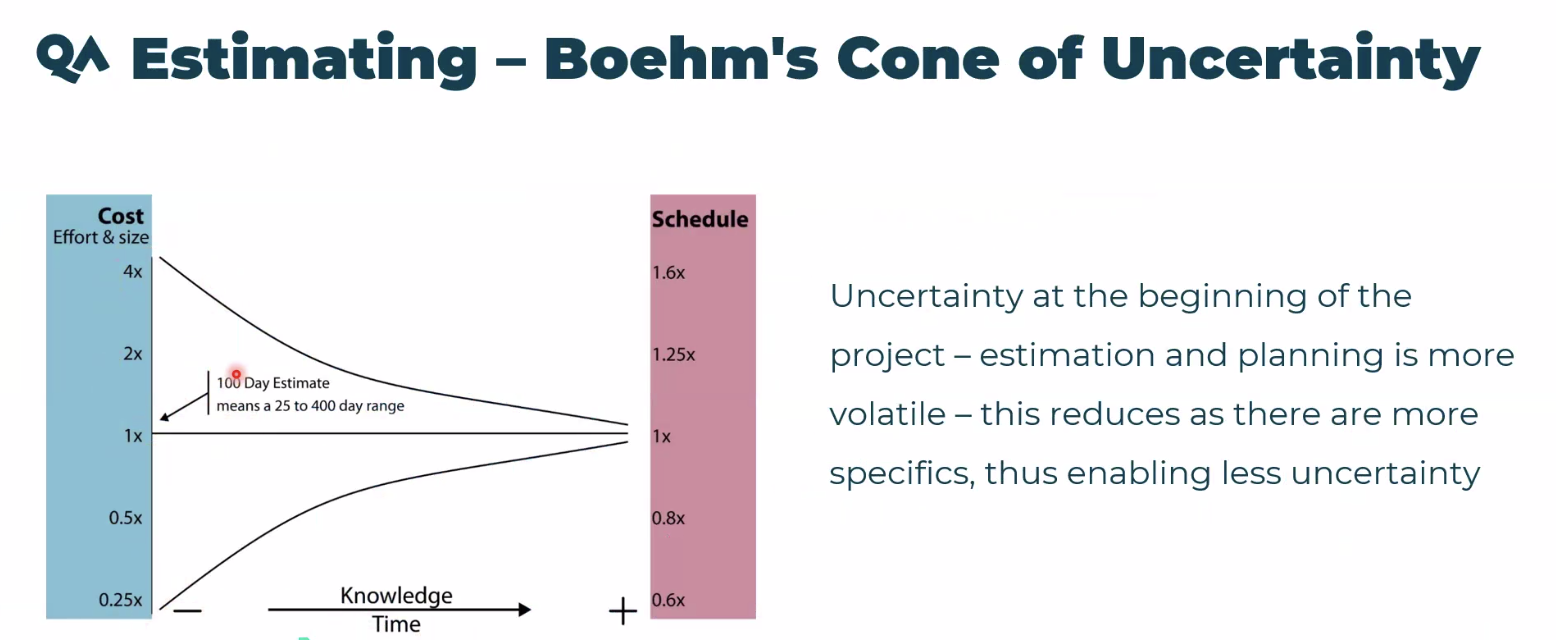 QA Estimating – Boehm's Cone of Uncertainty
Cost
Effort & size
4x
2x
1x
0.5x
0.25x
100 Day Estimate
means a 25 to 400 day range
−
Knowledge
Time
+
Schedule
1.6x
1.25x
1x
0.8x
0.6x
Uncertainty at the beginning of the
project – estimation and planning is more
volatile – this reduces as there are more
specifics, thus enabling less uncertainty